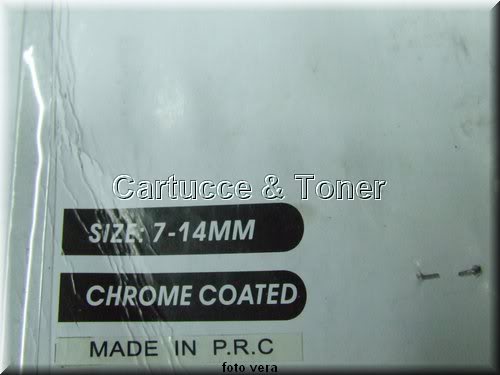 Cartucce & Toner
SIZE: 7-14MM
CHROME COATED
MADE IN P.R.C
foto vera